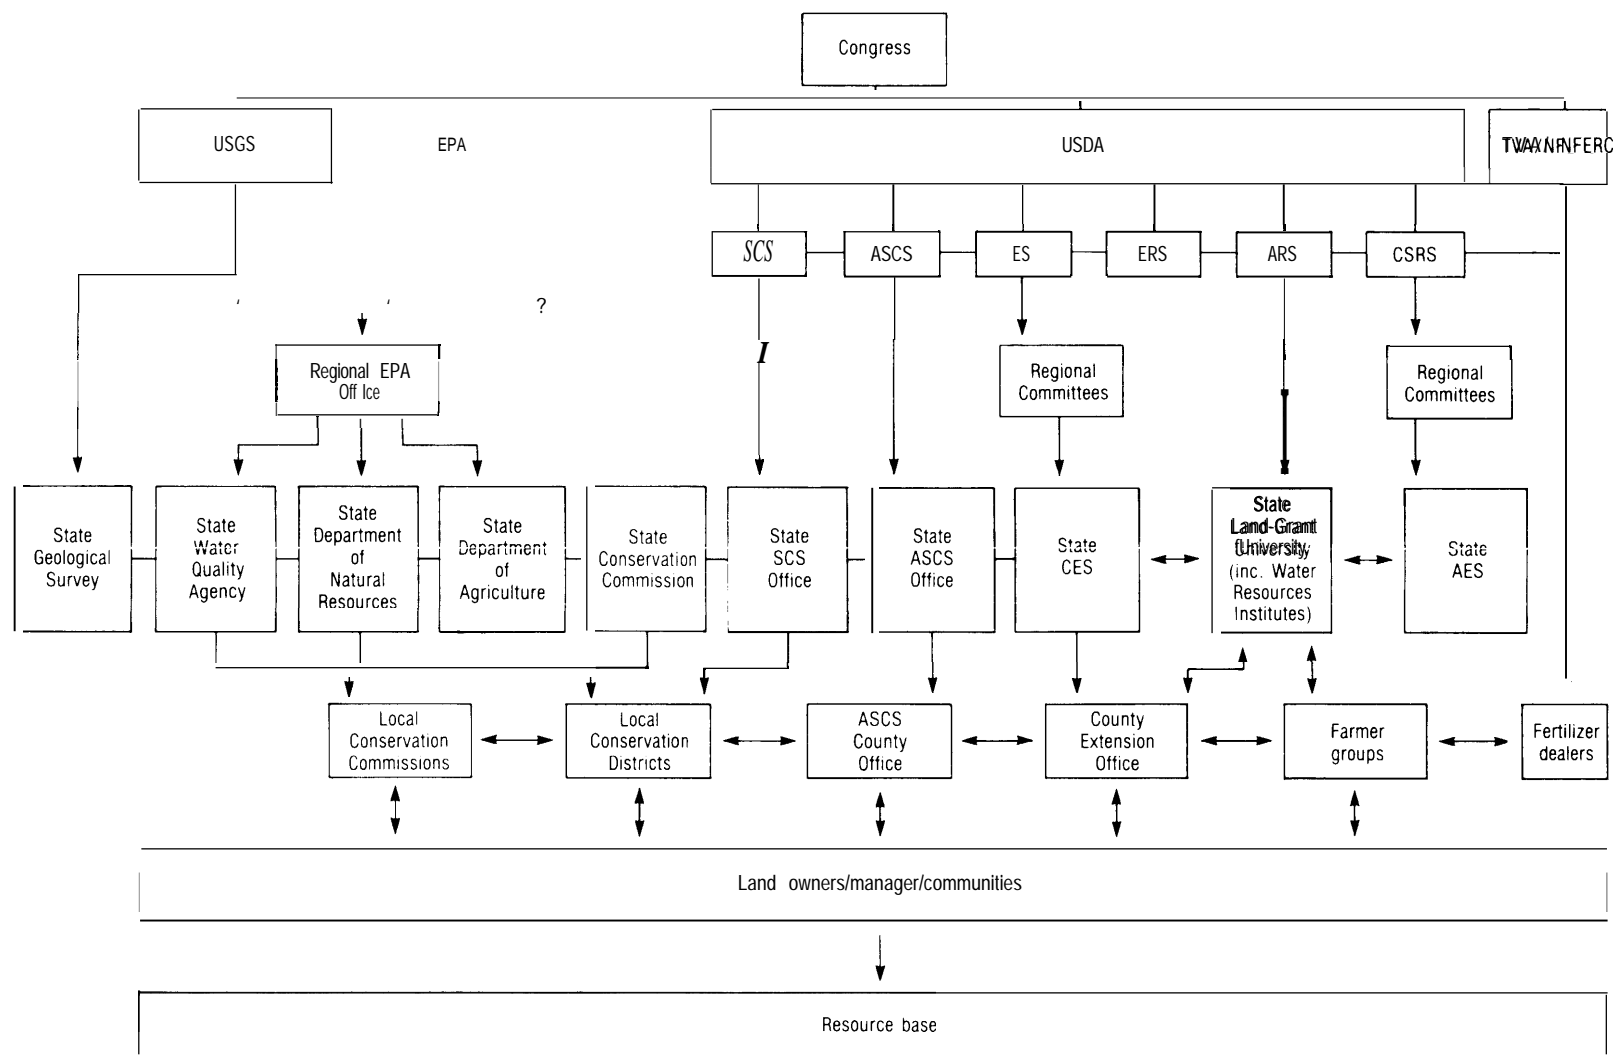 Congress
USGS
EPA
USDA
SCS
ASCS
ES
ERS
ARS
CSRS
?
I
Regional EPA
Off Ice
Regional
Committees
Regional
Committees
State
Geological
Survey
State
Water
Quality
Agency
State
Department
of
Natural
Resources
State
Department
of
Agriculture
State
Conservation
Commission
State
SCS
Office
State
ASCS
Office
State
CES
State
Land-Grant
University
(inc. Water
Resources
Institutes)
State
AES
Local
Conservation
Commissions
Local
Conservation
Districts
ASCS
County
Office
County
Extension
Office
Farmer
groups
Fertilizer
dealers
Land owners/manager/communities
Resource base